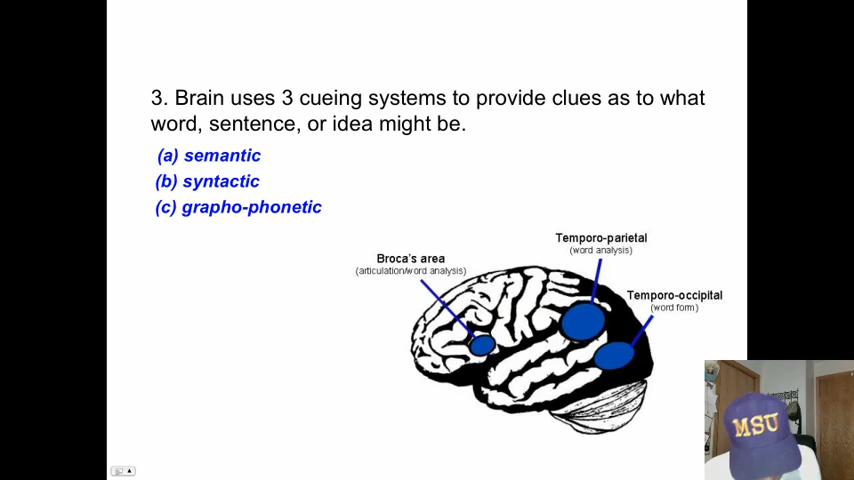 3. Brain uses 3 cueing systems to provide clues as to what
word, sentence, or idea might be.
(a) semantic
(b) syntactic
(c) grapho-phonetic
Temporo-parietal
(word analysis)
Broca's area
(articulation/word analysis)
Temporo-occipital
(word form)
MSU